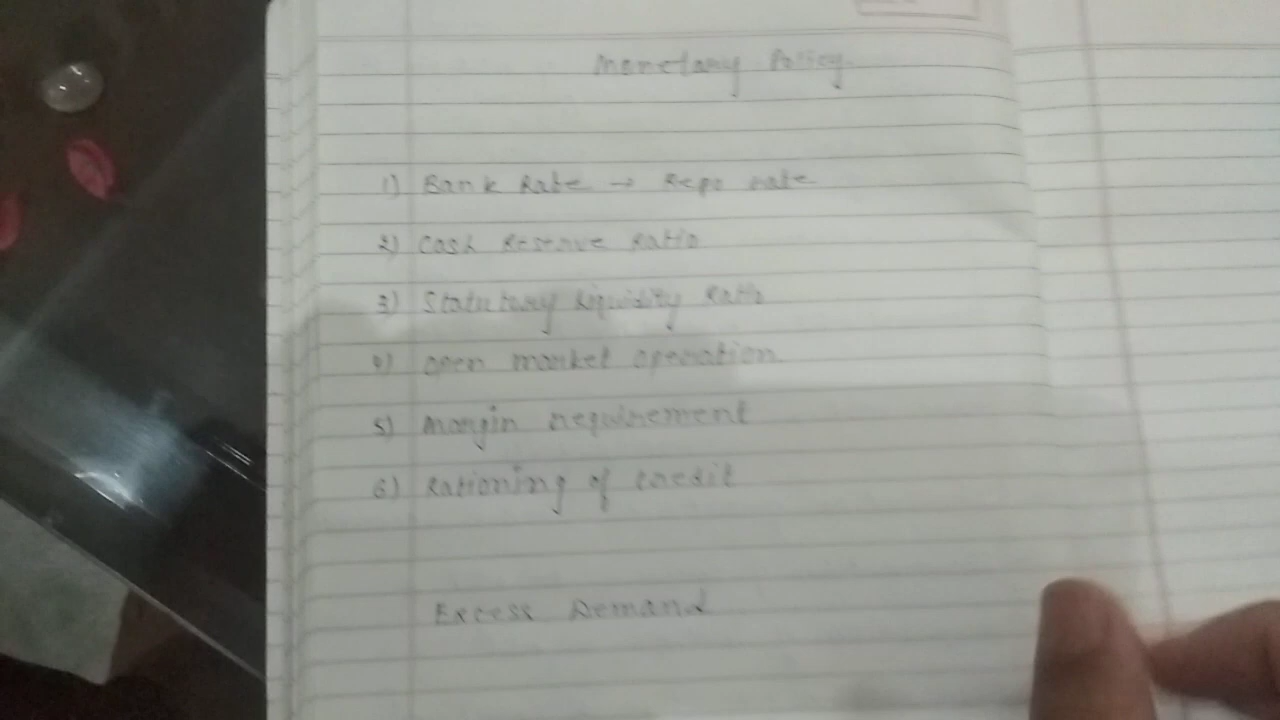 Monetary Policy
1) Bank Rate → Repo rate
2) Cash Reserve Ratio
3) Statutory Liquidity Ratio
4) open market operation
5) Margin requirement
6) Rationing of credit
Excess Demand